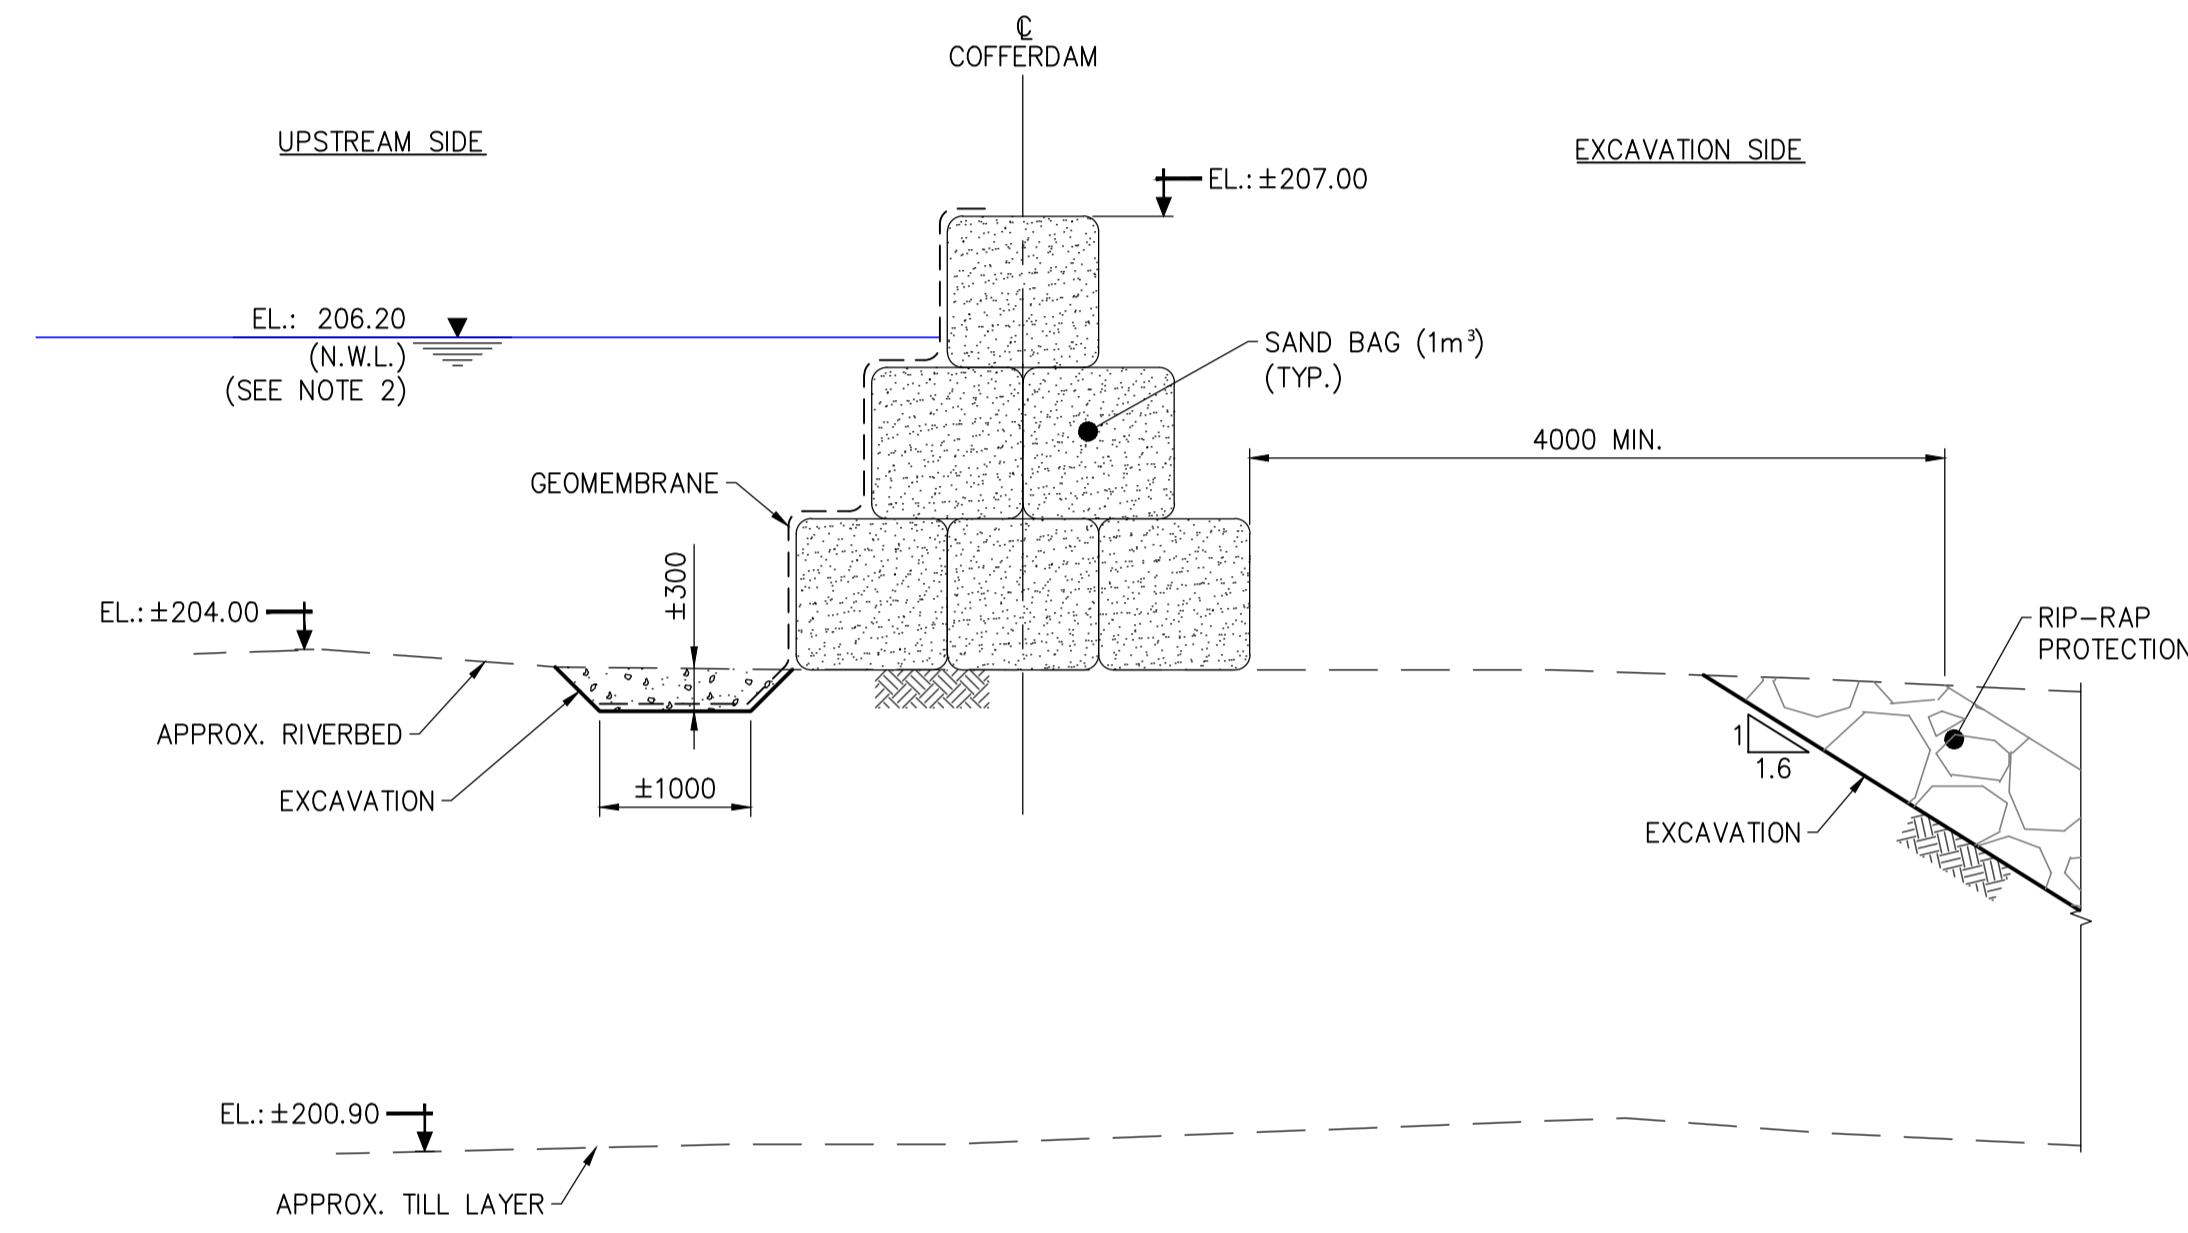 ℄
COFFERDAM
UPSTREAM SIDE
EXCAVATION SIDE
EL.: ±207.00
EL.: 206.20
(N.W.L.)
(SEE NOTE 2)
SAND BAG (1m³)
(TYP.)
4000 MIN.
GEOMEMBRANE
±300
EL.: ±204.00
RIP-RAP
PROTECTION
APPROX. RIVERBED
1
1.6
±1000
EXCAVATION
EXCAVATION
EL.: ±200.90
APPROX. TILL LAYER